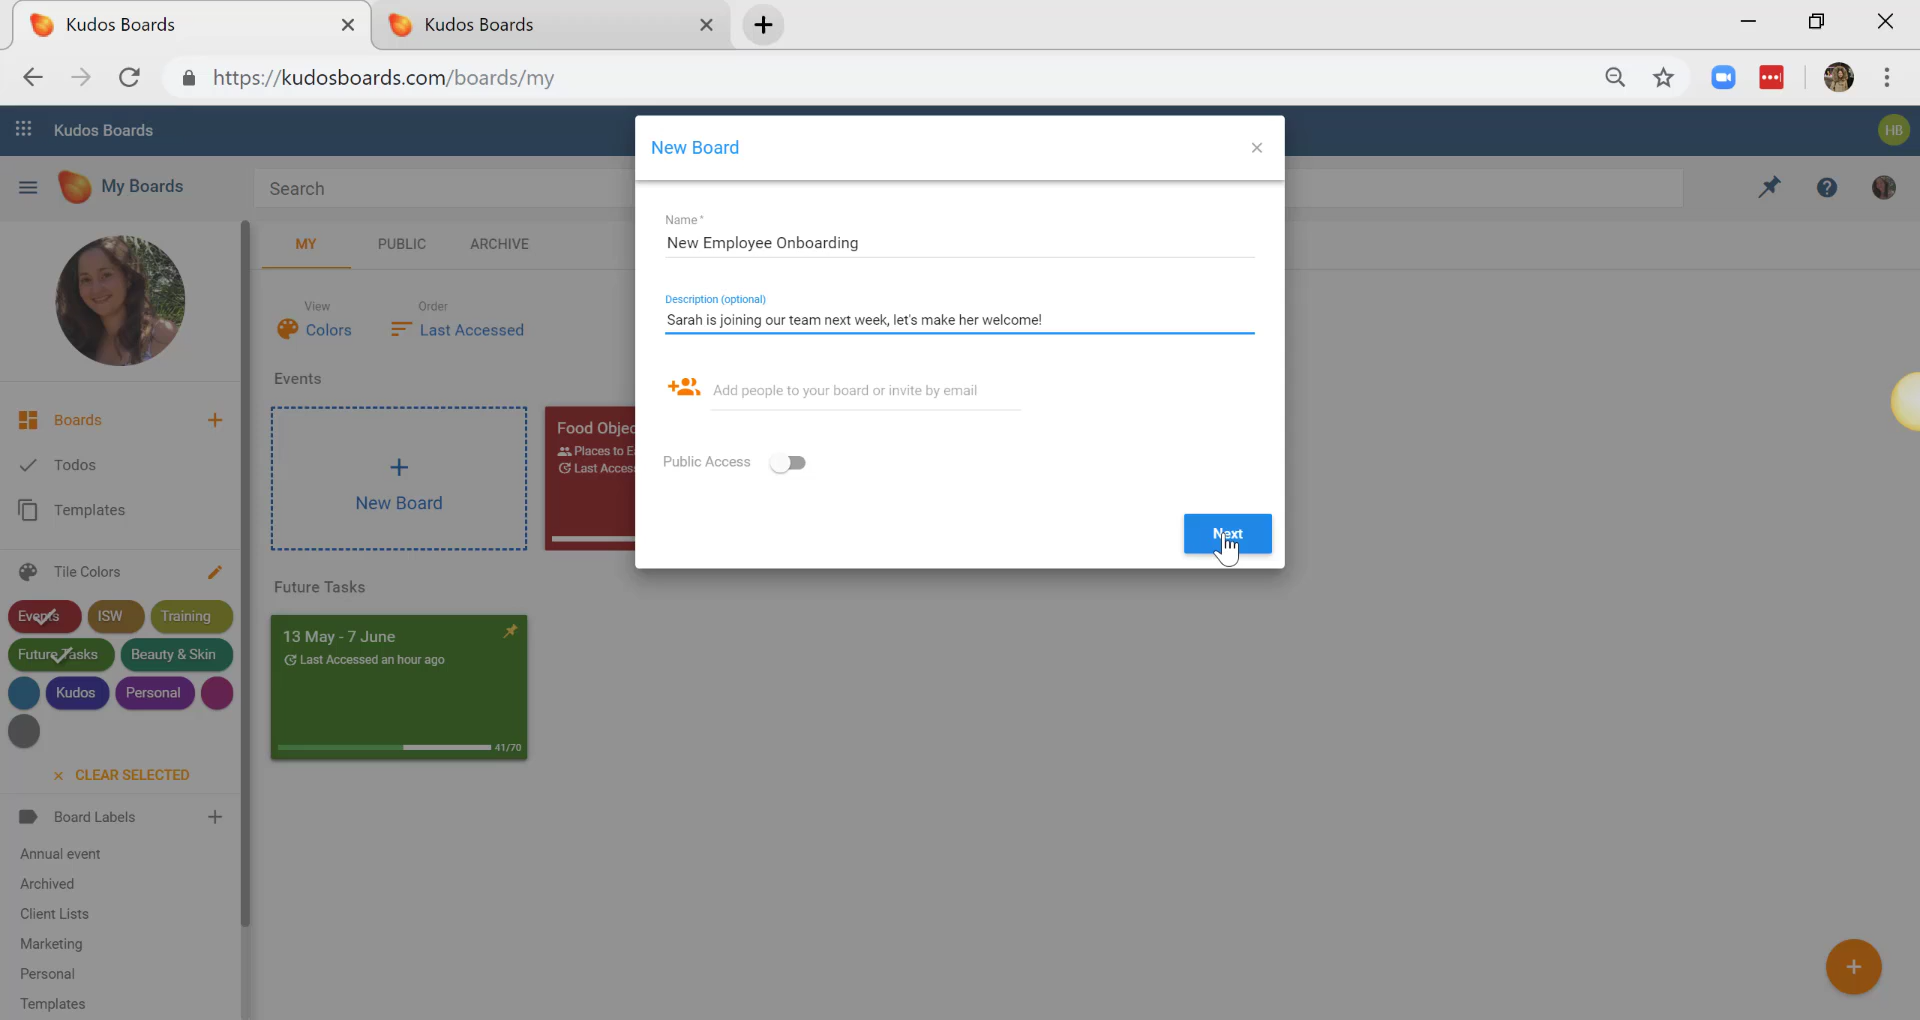 Kudos Boards
Kudos Boards
https://kudosboards.com/boards/my
Kudos Boards
HB
My Boards
Search
New Board
Name *
New Employee Onboarding
Description (optional)
Sarah is joining our team next week, let's make her welcome!
Add people to your board or invite by email
Public Access
Next
MY
PUBLIC
ARCHIVE
View
Colors
Order
Last Accessed
Events
New Board
Food Objec
Places to E
Last Acces
Future Tasks
13 May - 7 June
Last Accessed an hour ago
41/70
Boards
Todos
Templates
Tile Colors
Events
ISW
Training
Future Tasks
Beauty & Skin
Kudos
Personal
CLEAR SELECTED
Board Labels
Annual event
Archived
Client Lists
Marketing
Personal
Templates